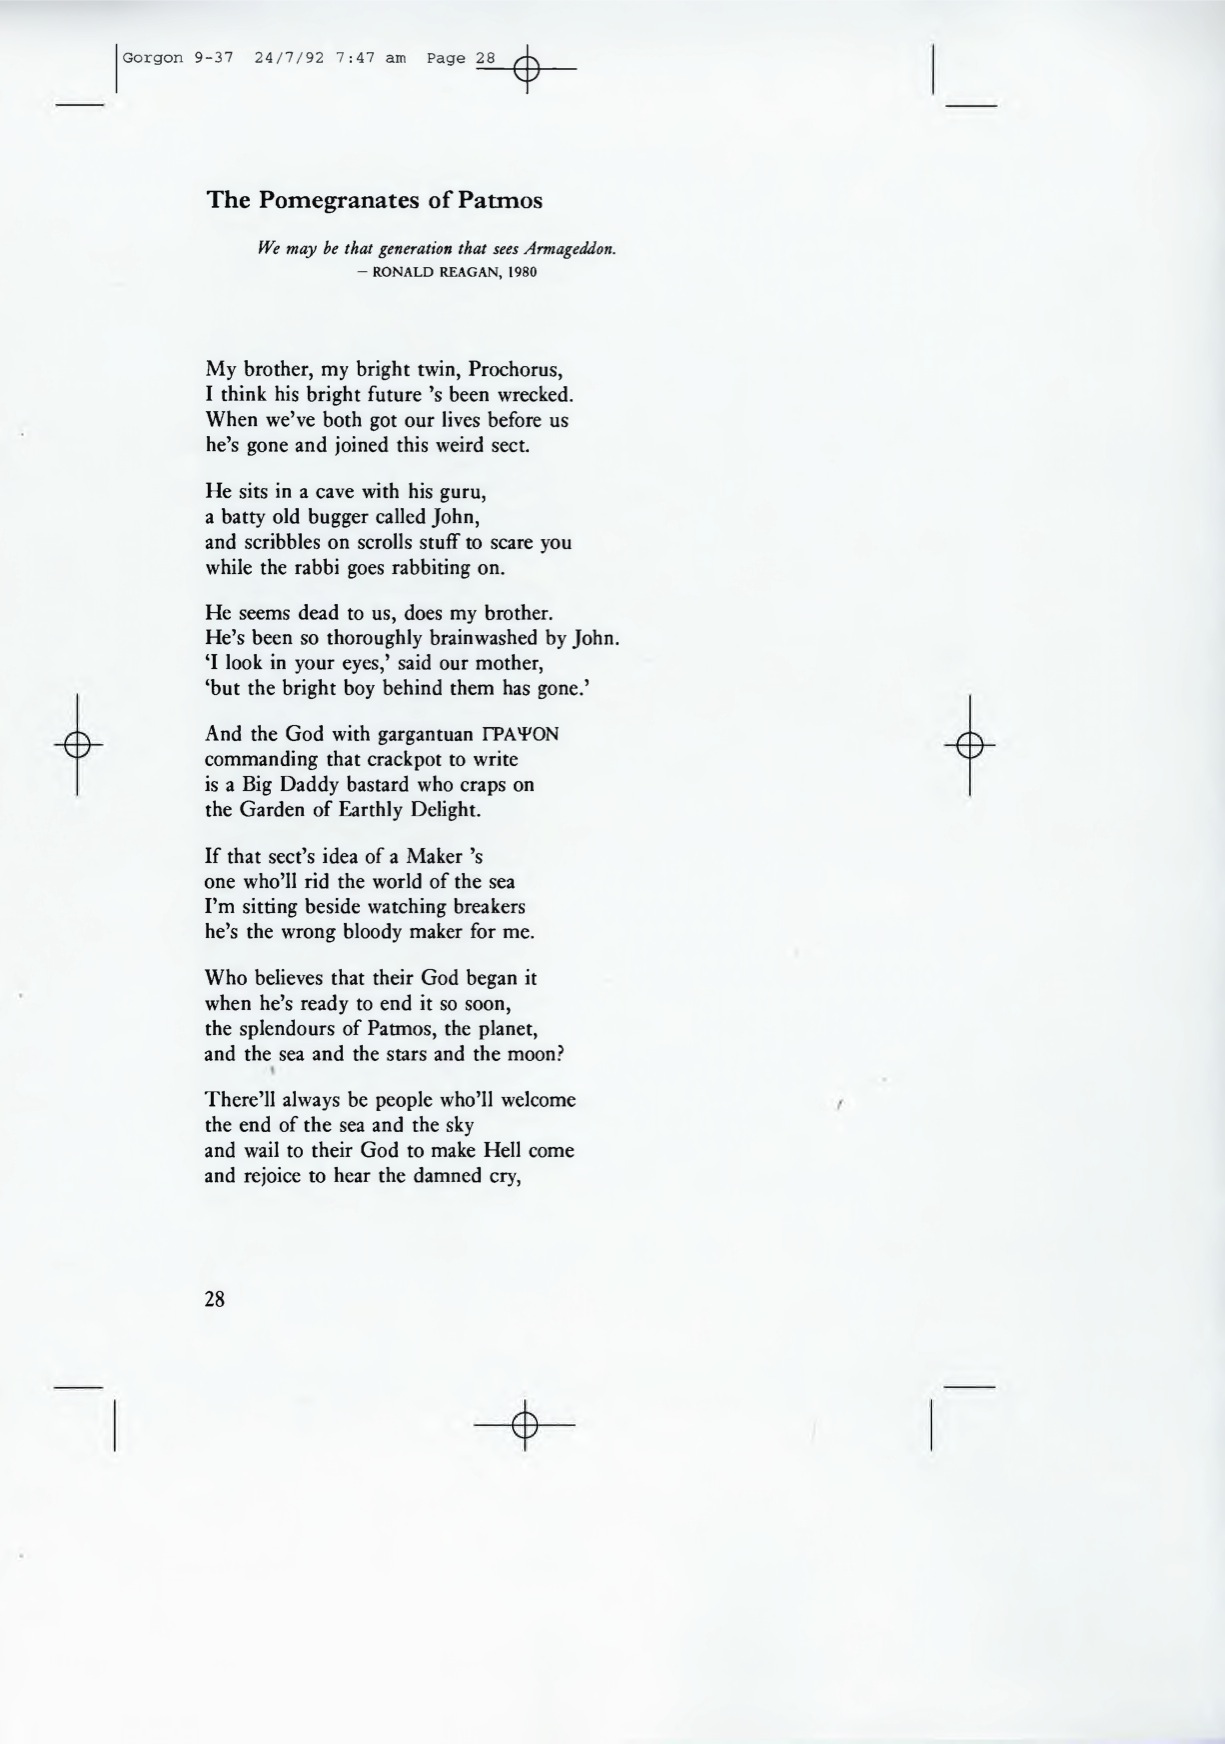 Gorgon 9-37 24/7/92 7:47 am Page 28
The Pomegranates of Patmos
We may be that generation that sees Armageddon.
– RONALD REAGAN, 1980
My brother, my bright twin, Prochorus,
I think his bright future ’s been wrecked.
When we’ve both got our lives before us
he’s gone and joined this weird sect.
He sits in a cave with his guru,
a batty old bugger called John,
and scribbles on scrolls stuff to scare you
while the rabbi goes rabbiting on.
He seems dead to us, does my brother.
He’s been so thoroughly brainwashed by John.
‘I look in your eyes,’ said our mother,
‘but the bright boy behind them has gone.’
And the God with gargantuan ΓΡΑΨΟΝ
commanding that crackpot to write
is a Big Daddy bastard who craps on
the Garden of Earthly Delight.
If that sect’s idea of a Maker ’s
one who’ll rid the world of the sea
I’m sitting beside watching breakers
he’s the wrong bloody maker for me.
Who believes that their God began it
when he’s ready to end it so soon,
the splendours of Patmos, the planet,
and the sea and the stars and the moon?
There’ll always be people who’ll welcome
the end of the sea and the sky
and wail to their God to make Hell come
and rejoice to hear the damned cry,
28